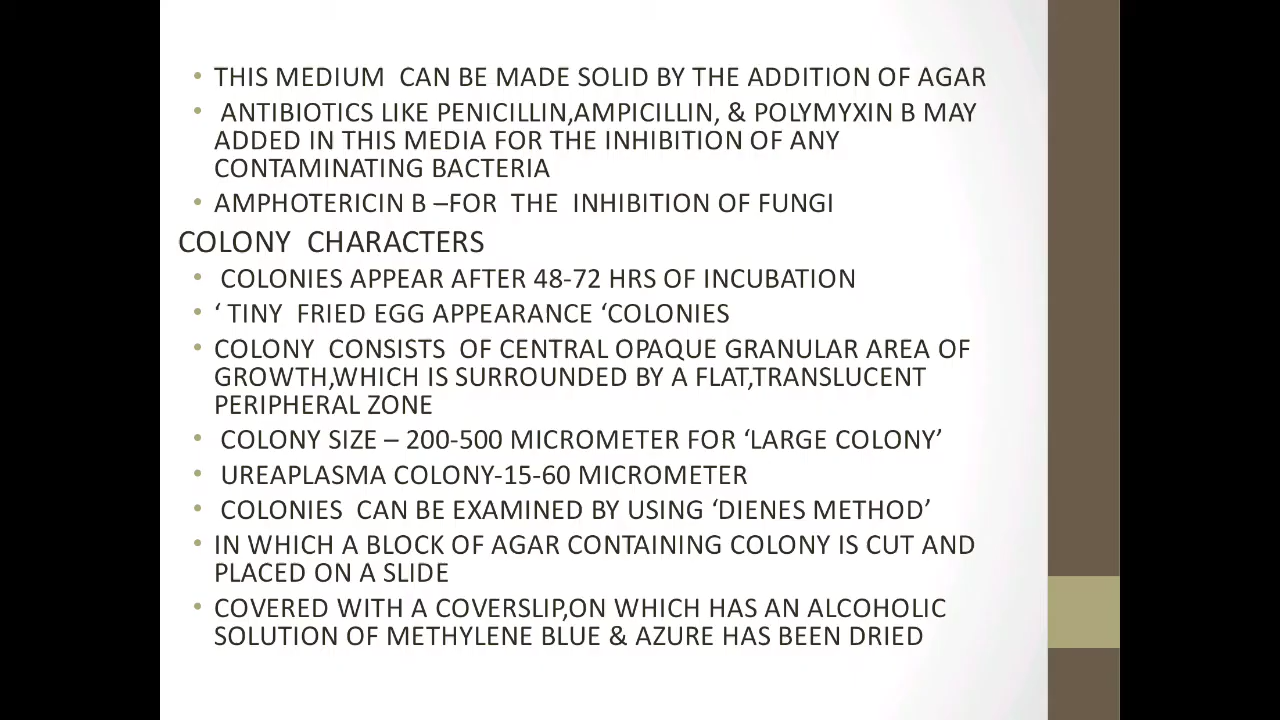 • THIS MEDIUM CAN BE MADE SOLID BY THE ADDITION OF AGAR
• ANTIBIOTICS LIKE PENICILLIN,AMPICILLIN, & POLYMYXIN B MAY
ADDED IN THIS MEDIA FOR THE INHIBITION OF ANY
CONTAMINATING BACTERIA
• AMPHOTERICIN B –FOR THE INHIBITION OF FUNGI
COLONY CHARACTERS
• COLONIES APPEAR AFTER 48-72 HRS OF INCUBATION
• ‘ TINY FRIED EGG APPEARANCE ‘COLONIES
• COLONY CONSISTS OF CENTRAL OPAQUE GRANULAR AREA OF
GROWTH,WHICH IS SURROUNDED BY A FLAT,TRANSLUCENT
PERIPHERAL ZONE
• COLONY SIZE – 200-500 MICROMETER FOR ‘LARGE COLONY’
• UREAPLASMA COLONY-15-60 MICROMETER
• COLONIES CAN BE EXAMINED BY USING ‘DIENES METHOD’
• IN WHICH A BLOCK OF AGAR CONTAINING COLONY IS CUT AND
PLACED ON A SLIDE
• COVERED WITH A COVERSLIP,ON WHICH HAS AN ALCOHOLIC
SOLUTION OF METHYLENE BLUE & AZURE HAS BEEN DRIED